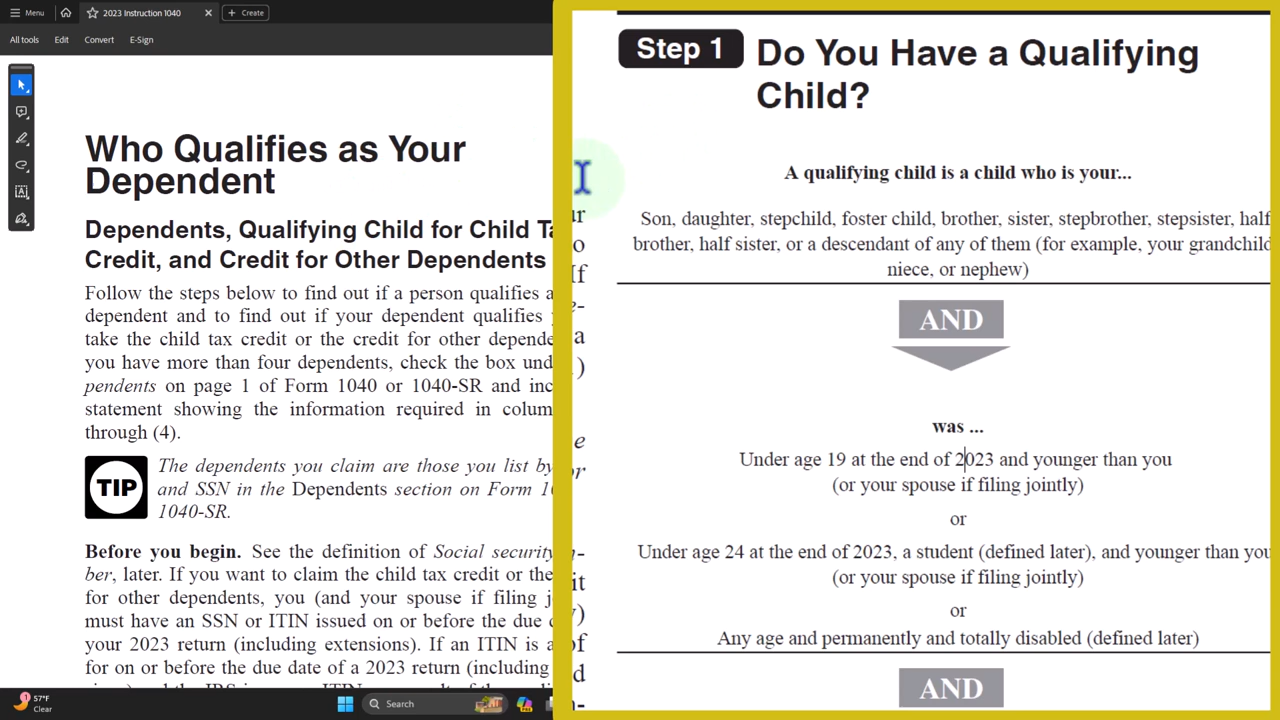 Menu
2023 Instruction 1040
Create
All tools
Edit
Convert
E-Sign
Who Qualifies as Your
Dependent
Dependents, Qualifying Child for Child Ta
Credit, and Credit for Other Dependents
Follow the steps below to find out if a person qualifies a
dependent and to find out if your dependent qualifies
take the child tax credit or the credit for other depende
you have more than four dependents, check the box und
pendents on page 1 of Form 1040 or 1040-SR and inc
statement showing the information required in colum
through (4).
TIP
The dependents you claim are those you list by
and SSN in the Dependents section on Form 1
1040-SR.
Before you begin. See the definition of Social security
ber, later. If you want to claim the child tax credit or the
for other dependents, you (and your spouse if filing j
must have an SSN or ITIN issued on or before the due d
your 2023 return (including extensions). If an ITIN is a
for on or before the due date of a 2023 return (including
57°F
Clear
Search
ur
o
If
e-
a
)
e
or
n-
it
)
of
d
n-
Step 1
Do You Have a Qualifying
Child?
A qualifying child is a child who is your...
Son, daughter, stepchild, foster child, brother, sister, stepbrother, stepsister, half
brother, half sister, or a descendant of any of them (for example, your grandchild
niece, or nephew)
AND
was ...
Under age 19 at the end of 2023 and younger than you
(or your spouse if filing jointly)
or
Under age 24 at the end of 2023, a student (defined later), and younger than you
(or your spouse if filing jointly)
or
Any age and permanently and totally disabled (defined later)
AND